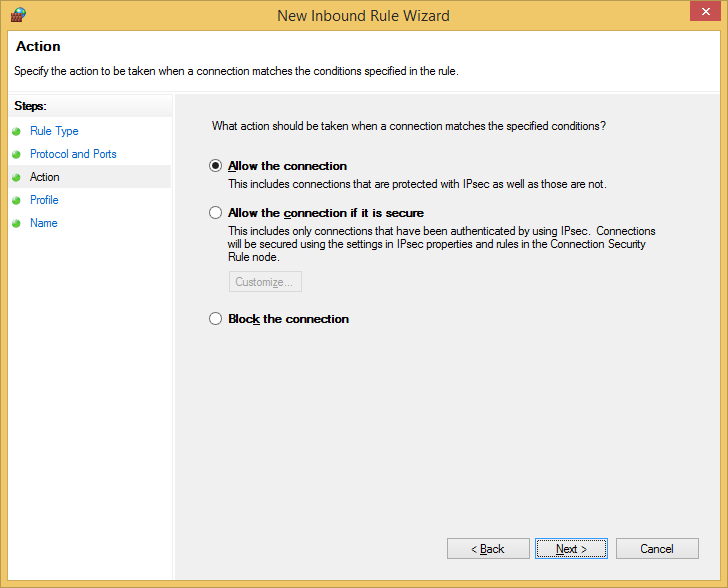 New Inbound Rule Wizard
Action
Specify the action to be taken when a connection matches the conditions specified in the rule.
Steps:
Rule Type
Protocol and Ports
Action
Profile
Name
What action should be taken when a connection matches the specified conditions?
Allow the connection
This includes connections that are protected with IPsec as well as those are not.
Allow the connection if it is secure
This includes only connections that have been authenticated by using IPsec. Connections
will be secured using the settings in IPsec properties and rules in the Connection Security
Rule node.
Customize...
Block the connection
< Back
Next >
Cancel